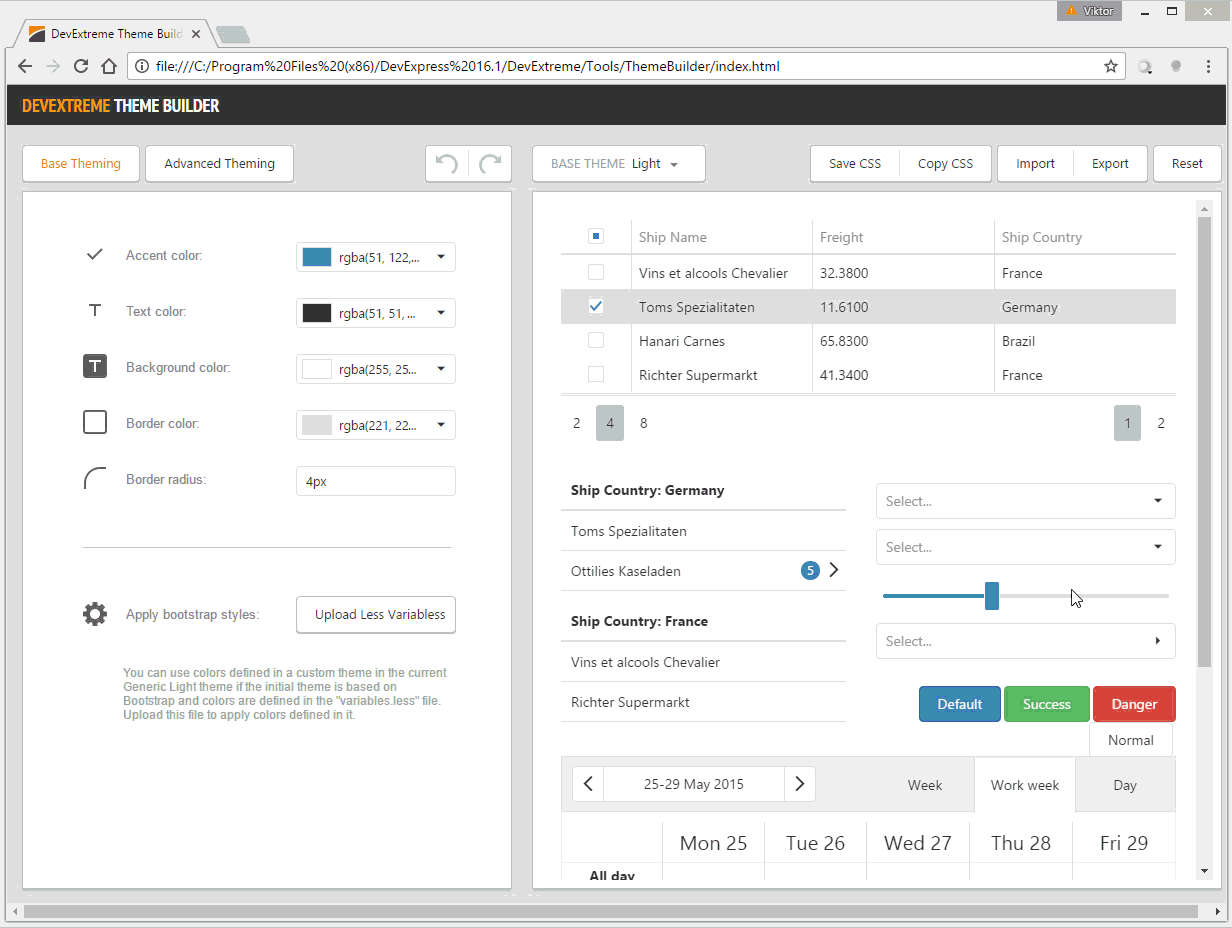 Viktor
DevExtreme Theme Build
file:///C:/Program%20Files%20(x86)/DevExpress%2016.1/DevExtreme/Tools/ThemeBuilder/index.html
DEVEXTREME THEME BUILDER
Base Theming
Advanced Theming
BASE THEME Light
Save CSS
Copy CSS
Import
Export
Reset
Accent color:
rgba(51, 122,...
Text color:
rgba(51, 51, ...
Background color:
rgba(255, 25...
Border color:
rgba(221, 22...
Border radius:
4px
Apply bootstrap styles:
Upload Less Variabless
You can use colors defined in a custom theme in the current
Generic Light theme if the initial theme is based on
Bootstrap and colors are defined in the "variables.less" file.
Upload this file to apply colors defined in it.
Ship Name Freight Ship Country
Vins et alcools Chevalier 32.3800 France
Toms Spezialitaten 11.6100 Germany
Hanari Carnes 65.8300 Brazil
Richter Supermarkt 41.3400 France
2 4 8 1 2
Ship Country: Germany
Toms Spezialitaten
Ottilies Kaseladen 5
Ship Country: France
Vins et alcools Chevalier
Richter Supermarkt
Select...
Select...
Select...
Default Success Danger
Normal
25-29 May 2015 Week Work week Day
Mon 25 Tue 26 Wed 27 Thu 28 Fri 29
All day